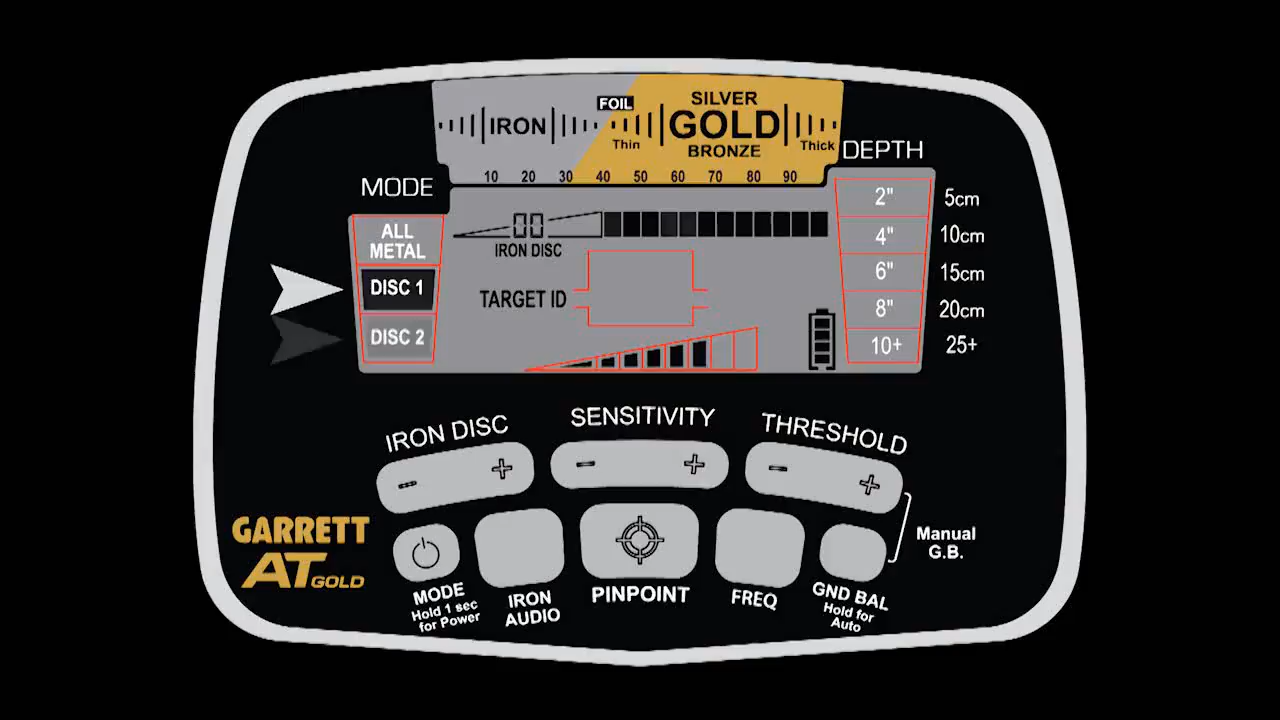 FOIL
SILVER
IRON
GOLD
Thin
BRONZE
Thick
DEPTH
10 20 30 40 50 60 70 80 90
MODE
2" 5cm
ALL
METAL
4" 10cm
00
IRON DISC
6" 15cm
DISC 1
TARGET ID
8" 20cm
DISC 2
10+ 25+
IRON DISC
SENSITIVITY
THRESHOLD
- +
- +
- +
Manual
G.B.
GARRETT
AT GOLD
MODE
Hold 1 sec
for Power
IRON
AUDIO
PINPOINT
FREQ
GND BAL
Hold for
Auto